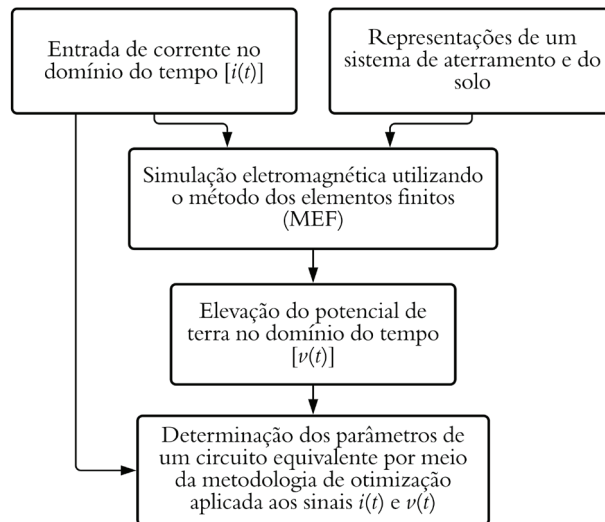 Entrada de corrente no
domínio do tempo [i(t)]
Representações de um
sistema de aterramento e do
solo
Simulação eletromagnética utilizando
o método dos elementos finitos
(MEF)
Elevação do potencial de
terra no domínio do tempo
[v(t)]
Determinação dos parâmetros de
um circuito equivalente por meio
da metodologia de otimização
aplicada aos sinais i(t) e v(t)